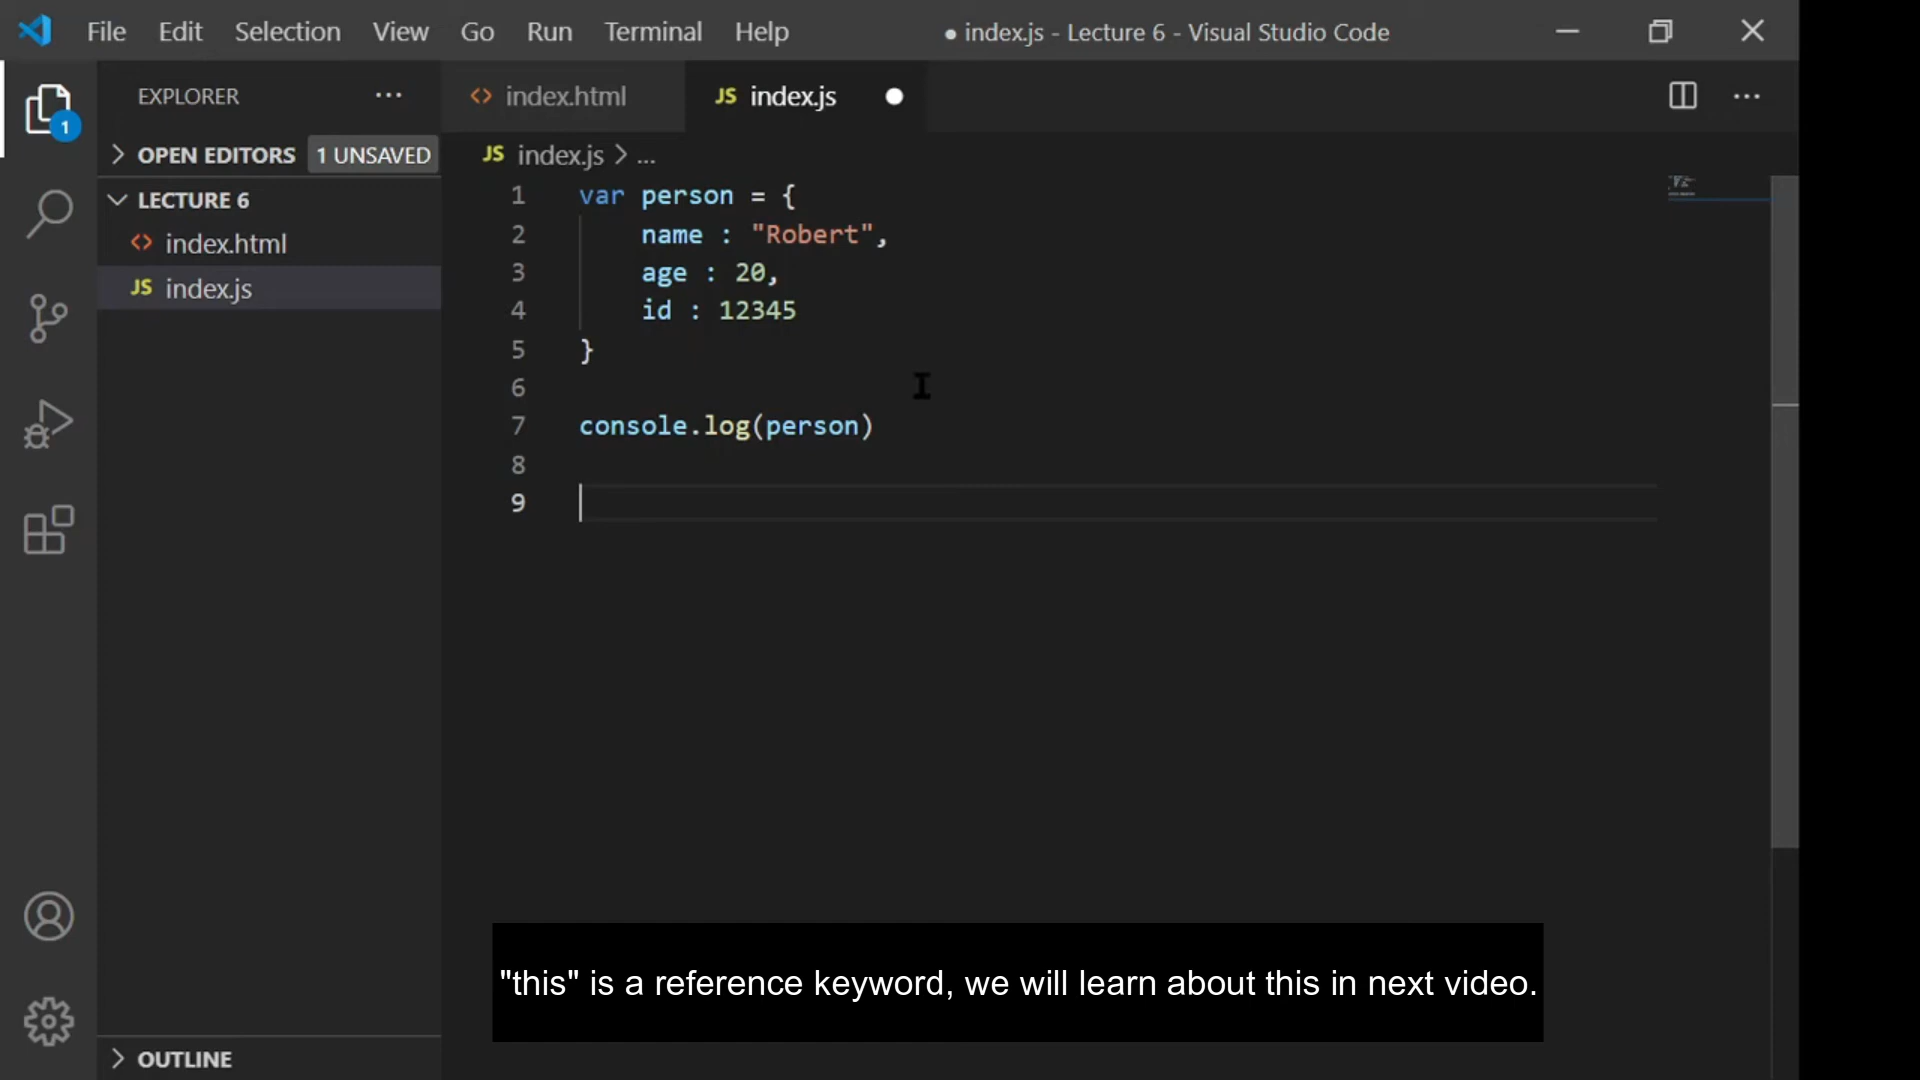 File Edit Selection View Go Run Terminal Help ● index.js - Lecture 6 - Visual Studio Code
EXPLORER ...
<> index.html
JS index.js ●
1
OPEN EDITORS 1 UNSAVED
JS index.js > ...
LECTURE 6
<> index.html
JS index.js
1 var person = {
2 name : "Robert",
3 age : 20,
4 id : 12345
5 }
6
7 console.log(person)
8
9
"this" is a reference keyword, we will learn about this in next video.
OUTLINE